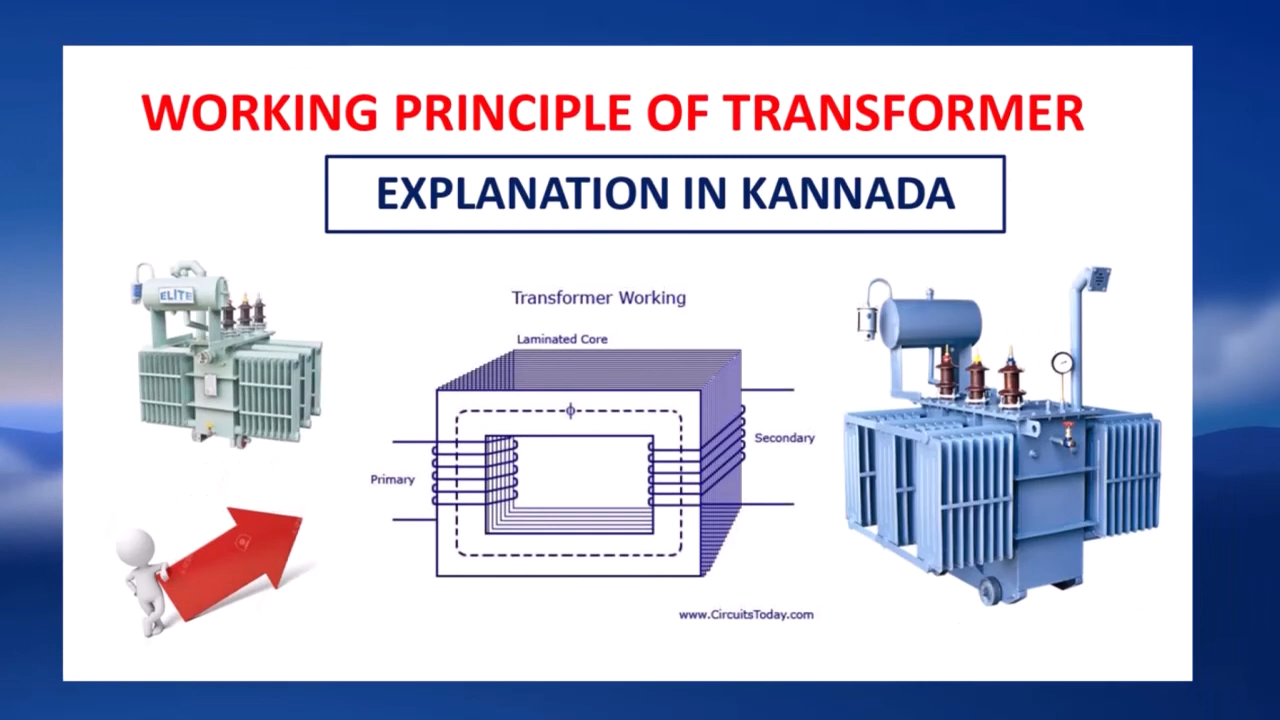 WORKING PRINCIPLE OF TRANSFORMER
EXPLANATION IN KANNADA
ELITE
Transformer Working
Laminated Core
ϕ
Primary
Secondary
www.CircuitsToday.com